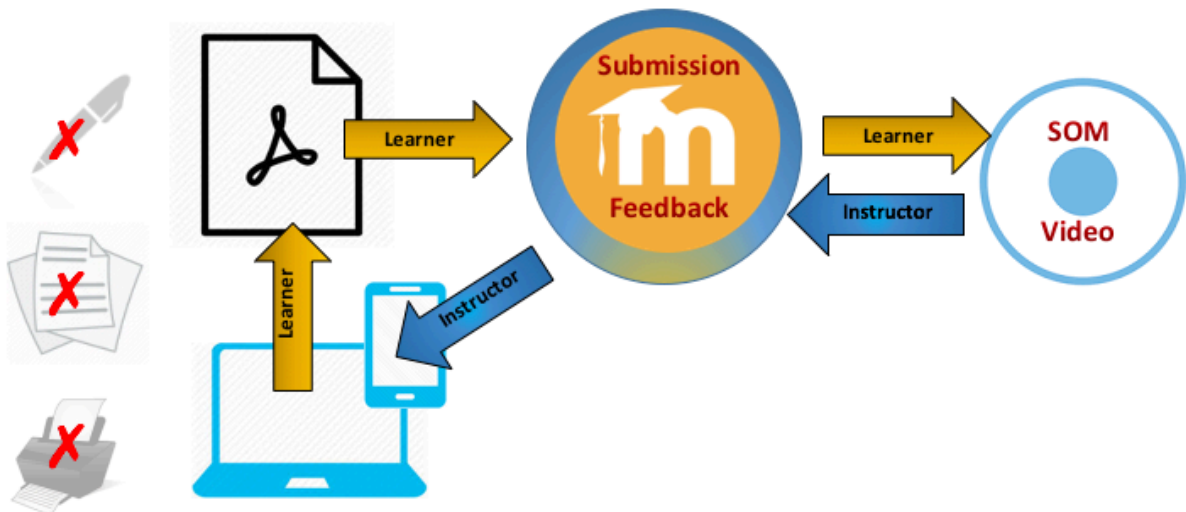 Submission
m
Feedback
Learner
Learner
SOM
Video
Instructor
Instructor
Learner